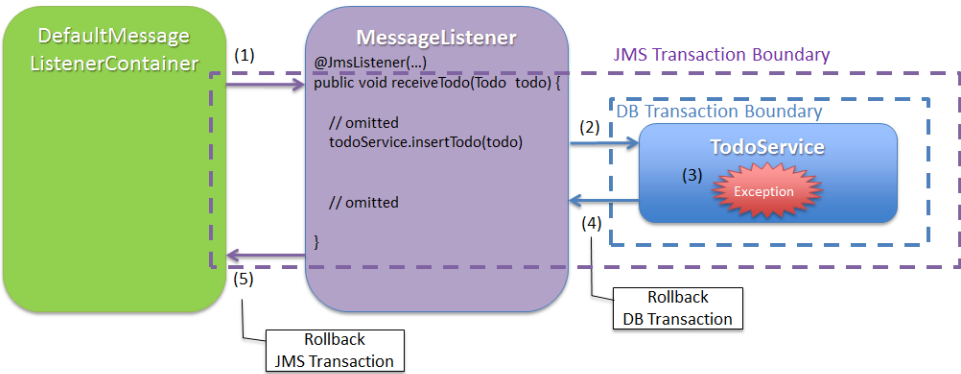 DefaultMessage
ListenerContainer
(1)
MessageListener
@JmsListener(…)
public void receiveTodo(Todo todo) {
// omitted
todoService.insertTodo(todo)
// omitted
}
JMS Transaction Boundary
DB Transaction Boundary
(2)
TodoService
(3)
Exception
(4)
(5)
Rollback
DB Transaction
Rollback
JMS Transaction